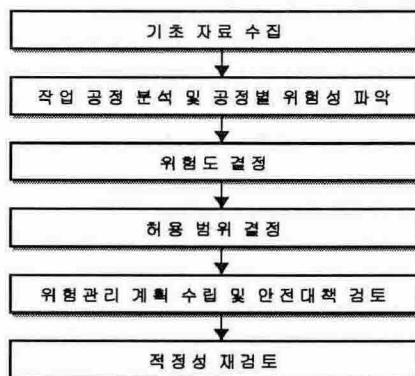 기초 자료 수집
작업 공정 분석 및 공정별 위험성 파악
위험도 결정
허용 범위 결정
위험관리 계획 수립 및 안전대책 검토
적정성 재검토